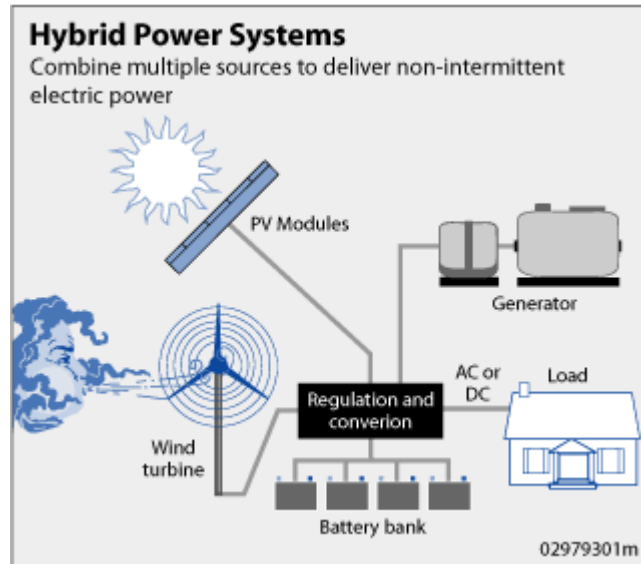 Hybrid Power Systems
Combine multiple sources to deliver non-intermittent
electric power
PV Modules
Generator
AC or
DC
Load
Regulation and
converion
Wind
turbine
Battery bank
02979301m